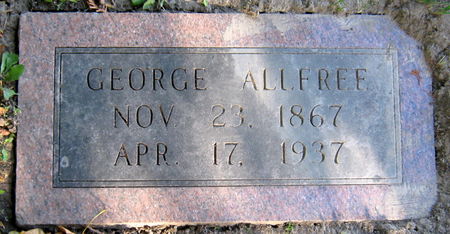 GEORGE ALLFREE
NOV. 23, 1867
APR. 17, 1937